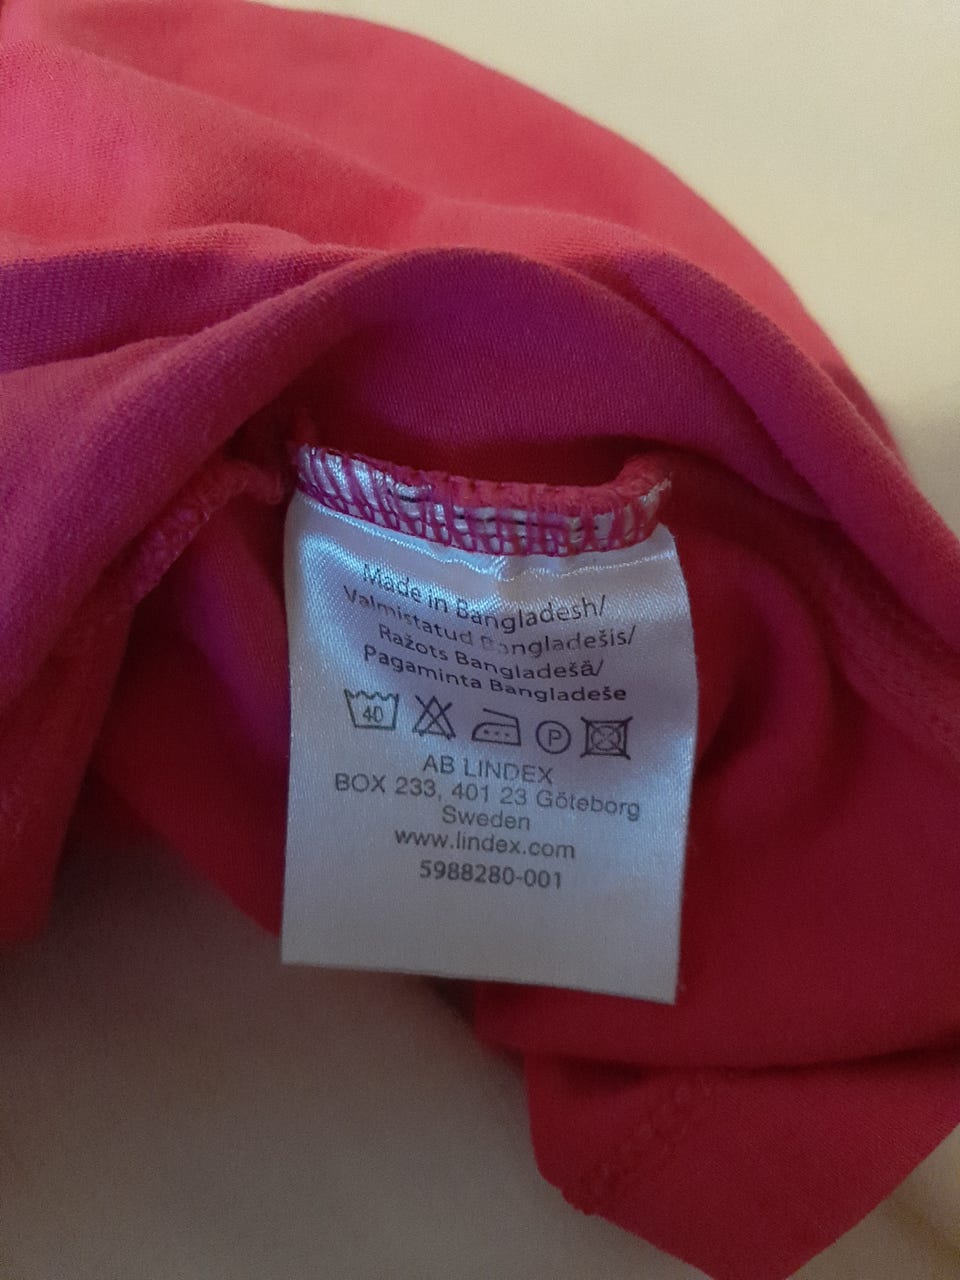 Made in Bangladesh/
Valmistatud Bangladešis/
Ražots Bangladešā/
Pagaminta Bangladeše
40 P
AB LINDEX
BOX 233, 401 23 Göteborg
Sweden
www.lindex.com
5988280-001